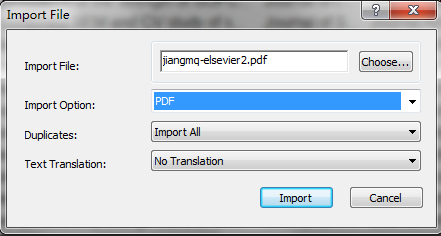 Import File
Import File:
jiangmq-elsevier2.pdf
Choose...
Import Option:
PDF
Duplicates:
Import All
Text Translation:
No Translation
Import
Cancel